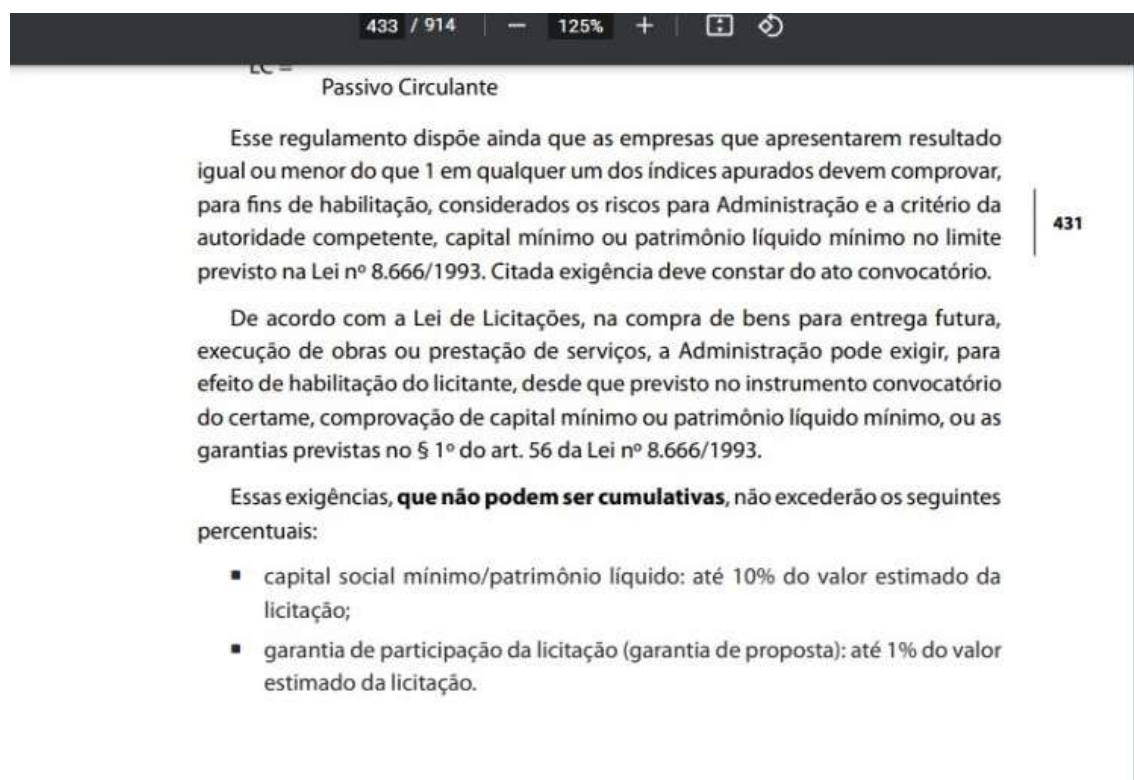 433 / 914 | — 125% + |
LC =
Passivo Circulante
Esse regulamento dispõe ainda que as empresas que apresentarem resultado
igual ou menor do que 1 em qualquer um dos índices apurados devem comprovar,
para fins de habilitação, considerados os riscos para Administração e a critério da
autoridade competente, capital mínimo ou patrimônio líquido mínimo no limite
previsto na Lei nº 8.666/1993. Citada exigência deve constar do ato convocatório.
431
De acordo com a Lei de Licitações, na compra de bens para entrega futura,
execução de obras ou prestação de serviços, a Administração pode exigir, para
efeito de habilitação do licitante, desde que previsto no instrumento convocatório
do certame, comprovação de capital mínimo ou patrimônio líquido mínimo, ou as
garantias previstas no § 1º do art. 56 da Lei nº 8.666/1993.
Essas exigências, que não podem ser cumulativas, não excederão os seguintes
percentuais:
▪ capital social mínimo/patrimônio líquido: até 10% do valor estimado da
licitação;
▪ garantia de participação da licitação (garantia de proposta): até 1% do valor
estimado da licitação.